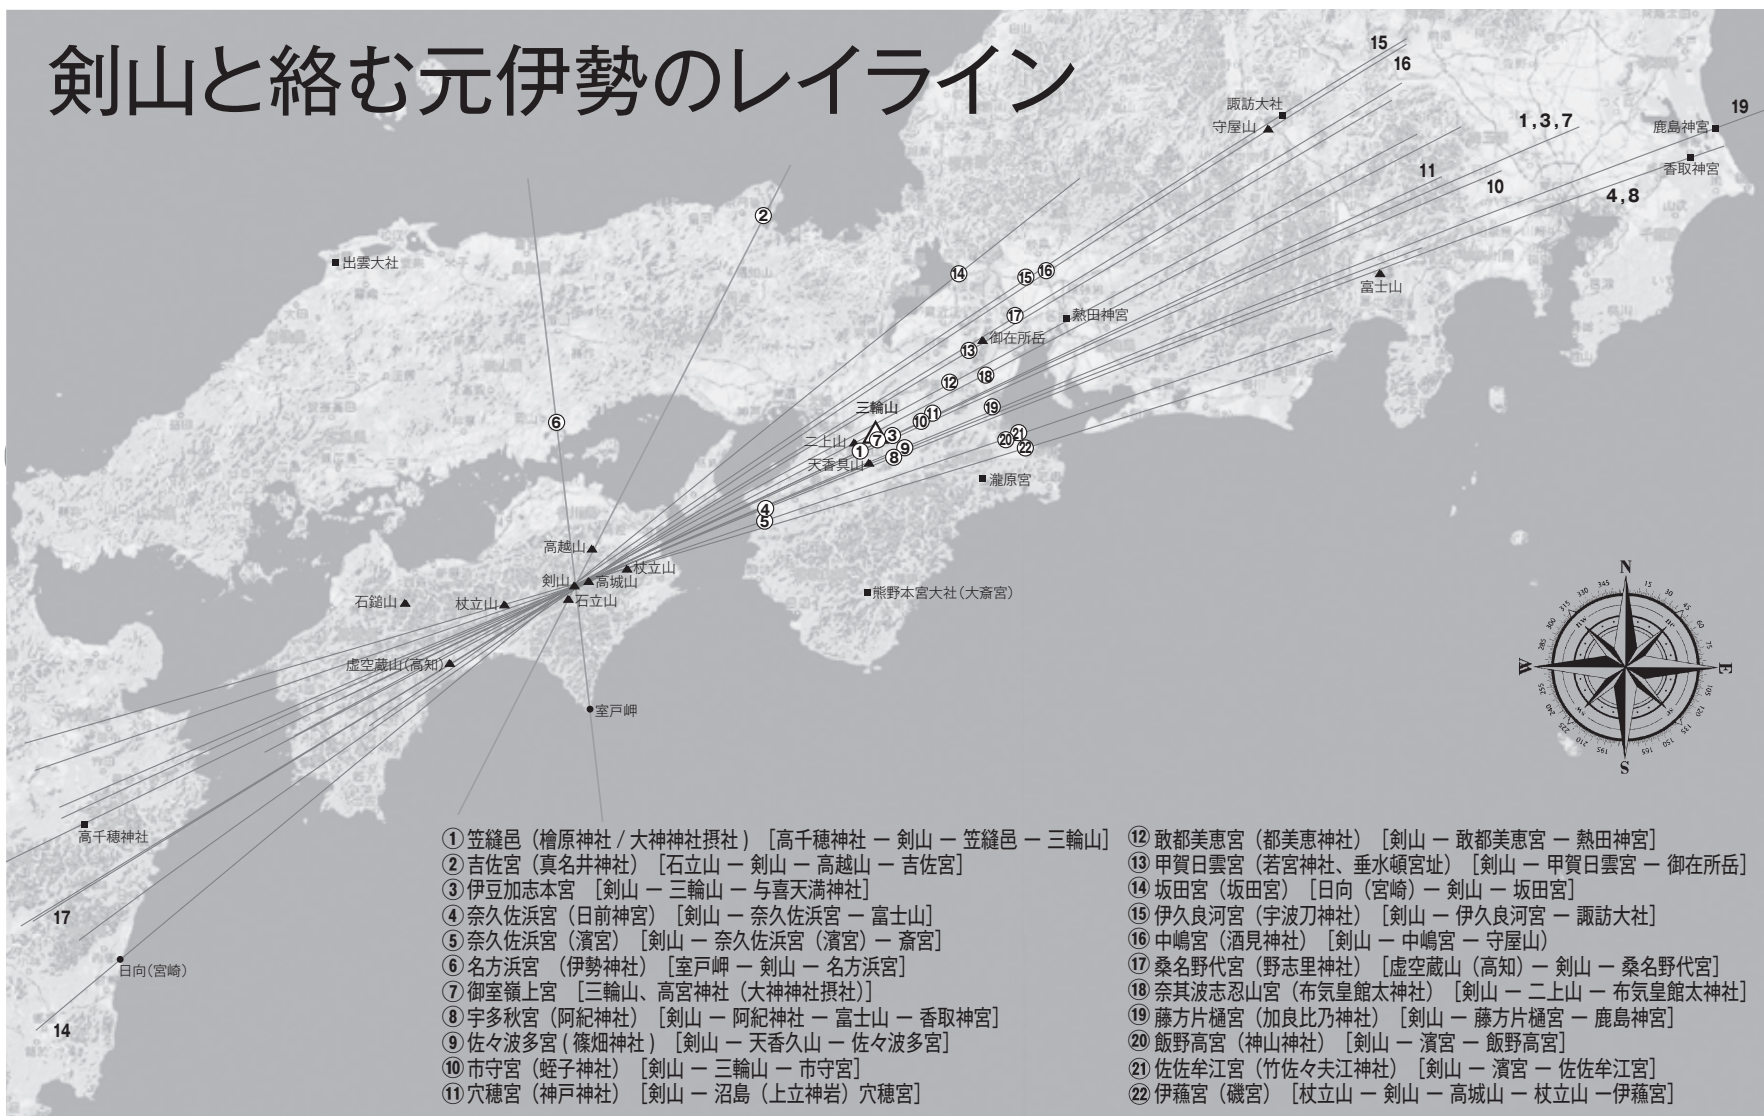 剣山と絡む元伊勢のレイライン
15
16
諏訪大社
守屋山
1,3,7
19
鹿島神宮
香取神宮
11
10
4,8
②
出雲大社
⑭
⑮
⑯
富士山
⑰
熱田神宮
御在所岳
⑬
⑫
⑱
三輪山
⑲
⑪
⑩
⑥
二上山
⑦
③
①
⑨
⑧
天香具山
⑳
㉑
㉒
瀧原宮
④
⑤
高越山
剣山
高城山
杖立山
石立山
石鎚山
杖立山
熊野本宮大社(大斎宮)
虚空蔵山(高知)
室戸岬
高千穂神社
17
日向(宮崎)
14
N
E
S
W
15
30
45
60
75
105
120
135
150
165
195
210
225
240
255
285
300
315
330
345
①笠縫邑（檜原神社 / 大神神社摂社）［高千穂神社 ー 剣山 ー 笠縫邑 ー 三輪山］
②吉佐宮（真名井神社）［石立山 ー 剣山 ー 高越山 ー 吉佐宮］
③伊豆加志本宮 ［剣山 ー 三輪山 ー 与喜天満神社］
④奈久佐浜宮（日前神宮）［剣山 ー 奈久佐浜宮 ー 富士山］
⑤奈久佐浜宮（濱宮）［剣山 ー 奈久佐浜宮（濱宮）ー 斎宮］
⑥名方浜宮 （伊勢神社）［室戸岬 ー 剣山 ー 名方浜宮］
⑦御室嶺上宮 ［三輪山、高宮神社（大神神社摂社）］
⑧宇多秋宮（阿紀神社）［剣山 ー 阿紀神社 ー 富士山 ー 香取神宮］
⑨佐々波多宮（篠畑神社）［剣山 ー 天香久山 ー 佐々波多宮］
⑩市守宮（蛭子神社）［剣山 ー 三輪山 ー 市守宮］
⑪穴穂宮（神戸神社）［剣山 ー 沼島（上立神岩）穴穂宮］
⑫敢都美恵宮（都美恵神社）［剣山 ー 敢都美恵宮 ー 熱田神宮］
⑬甲賀日雲宮（若宮神社、垂水頓宮址）［剣山 ー 甲賀日雲宮 ー 御在所岳］
⑭坂田宮（坂田宮）［日向（宮崎）ー 剣山 ー 坂田宮］
⑮伊久良河宮（宇波刀神社）［剣山 ー 伊久良河宮 ー 諏訪大社］
⑯中嶋宮（酒見神社）［剣山 ー 中嶋宮 ー 守屋山）
⑰桑名野代宮（野志里神社）［虚空蔵山（高知）ー 剣山 ー 桑名野代宮］
⑱奈其波志忍山宮（布気皇館太神社）［剣山 ー 二上山 ー 布気皇館太神社］
⑲藤方片樋宮（加良比乃神社）［剣山 ー 藤方片樋宮 ー 鹿島神宮］
⑳飯野高宮（神山神社）［剣山 ー 濱宮 ー 飯野高宮］
㉑佐佐牟江宮（竹佐々夫江神社）［剣山 ー 濱宮 ー 佐佐牟江宮］
㉒伊蘓宮（磯宮）［杖立山 ー 剣山 ー 高城山 ー 杖立山 ー伊蘓宮］